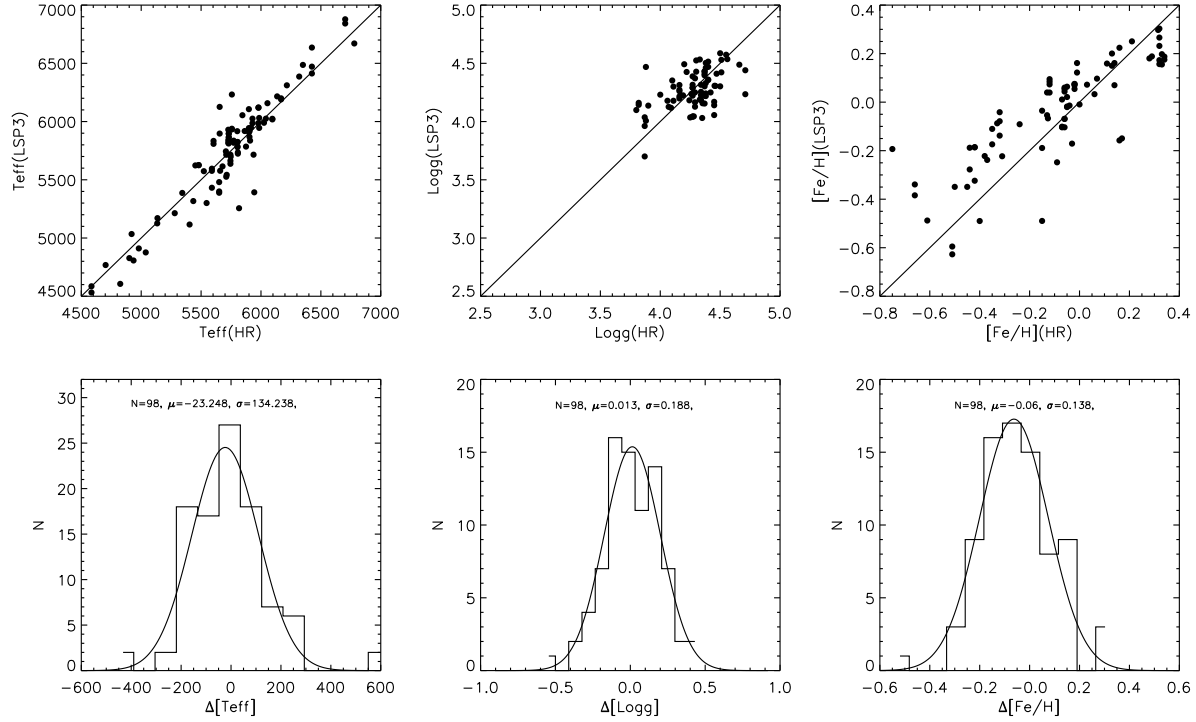 7000
6500
6000
5500
5000
4500
Teff(LSP3)
4500 5000 5500 6000 6500 7000
Teff(HR)
5.0
4.5
4.0
3.5
3.0
2.5
Logg(LSP3)
2.5 3.0 3.5 4.0 4.5 5.0
Logg(HR)
0.4
0.2
0.0
−0.2
−0.4
−0.6
−0.8
[Fe/H](LSP3)
−0.8 −0.6 −0.4 −0.2 0.0 0.2 0.4
[Fe/H](HR)
30
25
20
15
10
5
0
N
N=98, μ=−23.248, σ=134.238,
−600 −400 −200 0 200 400 600
Δ[Teff]
20
15
10
5
0
N
N=98, μ=0.013, σ=0.188,
−1.0 −0.5 0.0 0.5 1.0
Δ[Logg]
20
15
10
5
0
N
N=98, μ=−0.06, σ=0.138,
−0.6 −0.4 −0.2 0.0 0.2 0.4 0.6
Δ[Fe/H]